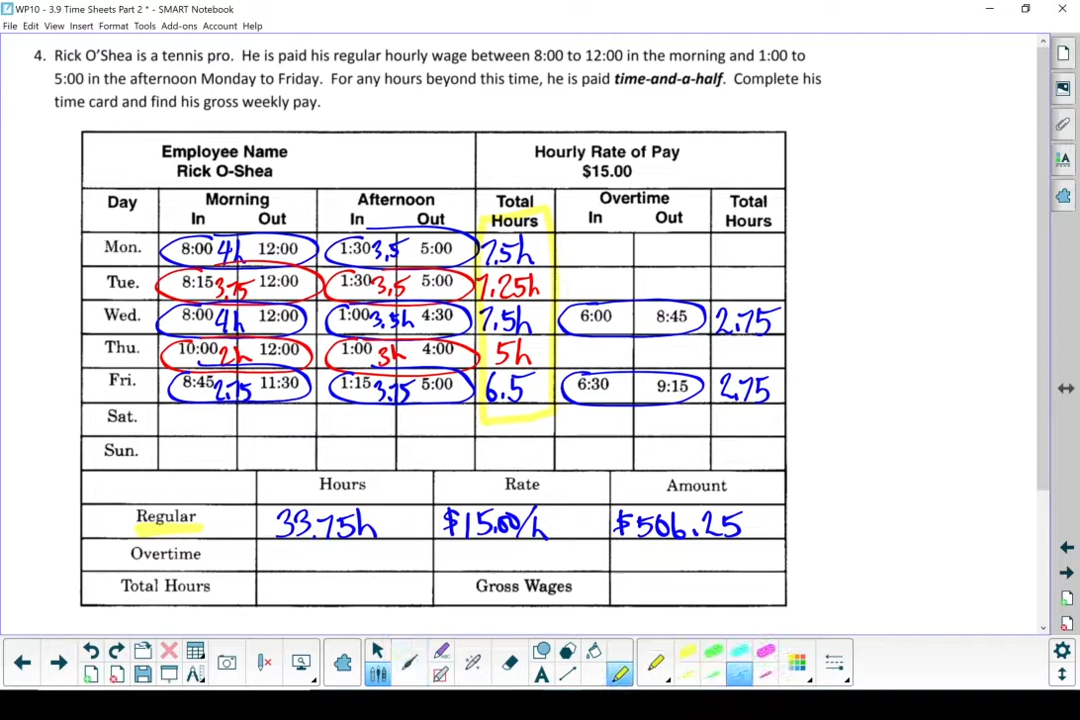 WP10 - 3.9 Time Sheets Part 2 * - SMART Notebook
File Edit View Insert Format Tools Add-ons Account Help
4. Rick O'Shea is a tennis pro. He is paid his regular hourly wage between 8:00 to 12:00 in the morning and 1:00 to
5:00 in the afternoon Monday to Friday. For any hours beyond this time, he is paid time-and-a-half. Complete his
time card and find his gross weekly pay.
Employee Name Hourly Rate of Pay
Rick O-Shea $15.00
Day Morning Afternoon Total Overtime Total
In Out In Out Hours In Out Hours
Mon. 8:00 4h 12:00 1:30 3,5 5:00 7.5h
Tue. 8:15 3.75 12:00 1:30 3,5 5:00 7.25h
Wed. 8:00 4h 12:00 1:00 3.5h 4:30 7.5h 6:00 8:45 2.75
Thu. 10:00 2h 12:00 1:00 3h 4:00 5h
Fri. 8:45 2.75 11:30 1:15 3.75 5:00 6.5 6:30 9:15 2.75
Sat.
Sun.
Hours Rate Amount
Regular 33.75h $15.00/h $506.25
Overtime
Total Hours Gross Wages